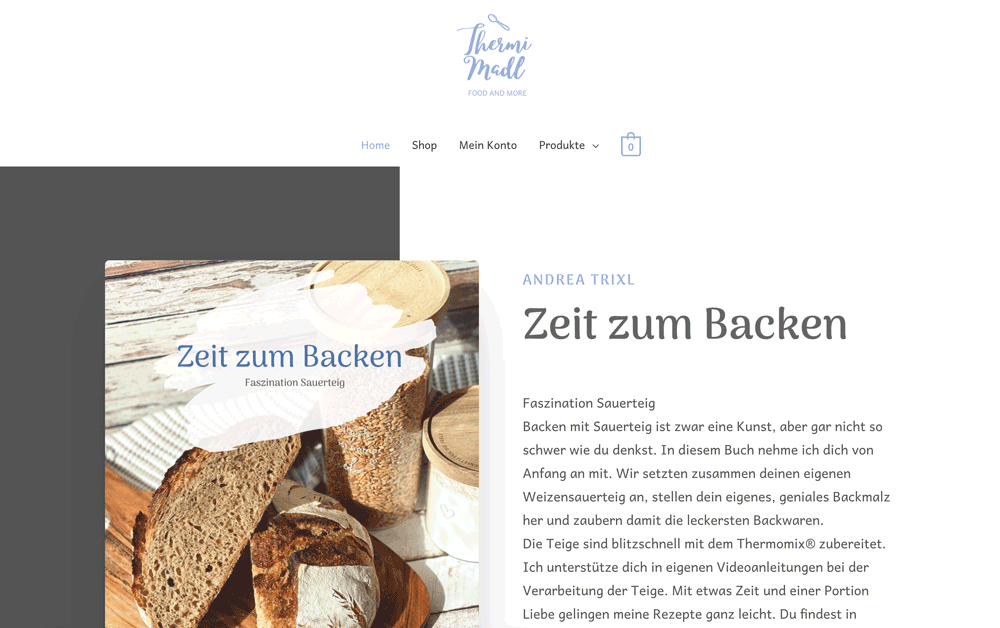 Thermi
Madl
FOOD AND MORE
Home Shop Mein Konto Produkte 0
Zeit zum Backen
Faszination Sauerteig
ANDREA TRIXL
Zeit zum Backen
Faszination Sauerteig
Backen mit Sauerteig ist zwar eine Kunst, aber gar nicht so
schwer wie du denkst. In diesem Buch nehme ich dich von
Anfang an mit. Wir setzten zusammen deinen eigenen
Weizensauerteig an, stellen dein eigenes, geniales Backmalz
her und zaubern damit die leckersten Backwaren.
Die Teige sind blitzschnell mit dem Thermomix® zubereitet.
Ich unterstütze dich in eigenen Videoanleitungen bei der
Verarbeitung der Teige. Mit etwas Zeit und einer Portion
Liebe gelingen meine Rezepte ganz leicht. Du findest in